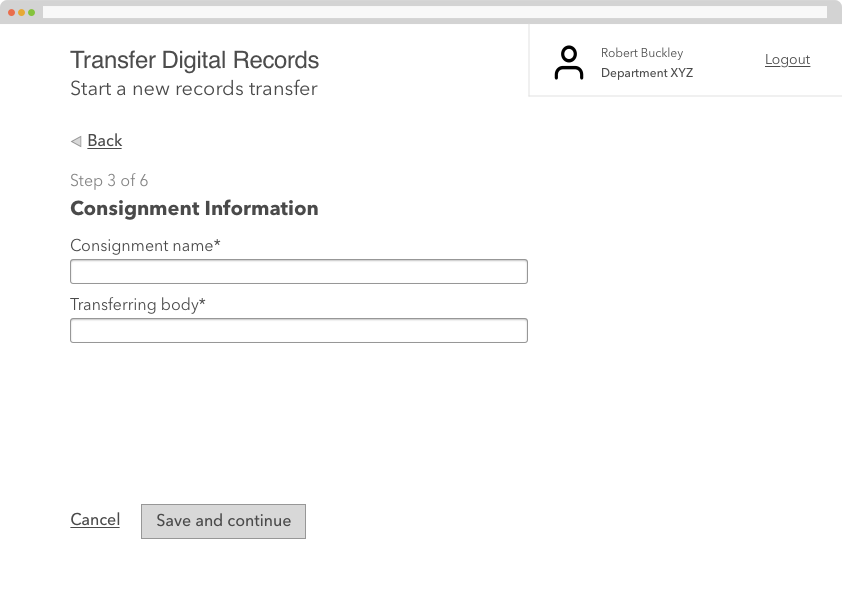 Transfer Digital Records
Start a new records transfer
Robert Buckley
Department XYZ
Logout
Back
Step 3 of 6
Consignment Information
Consignment name*
Transferring body*
Cancel
Save and continue